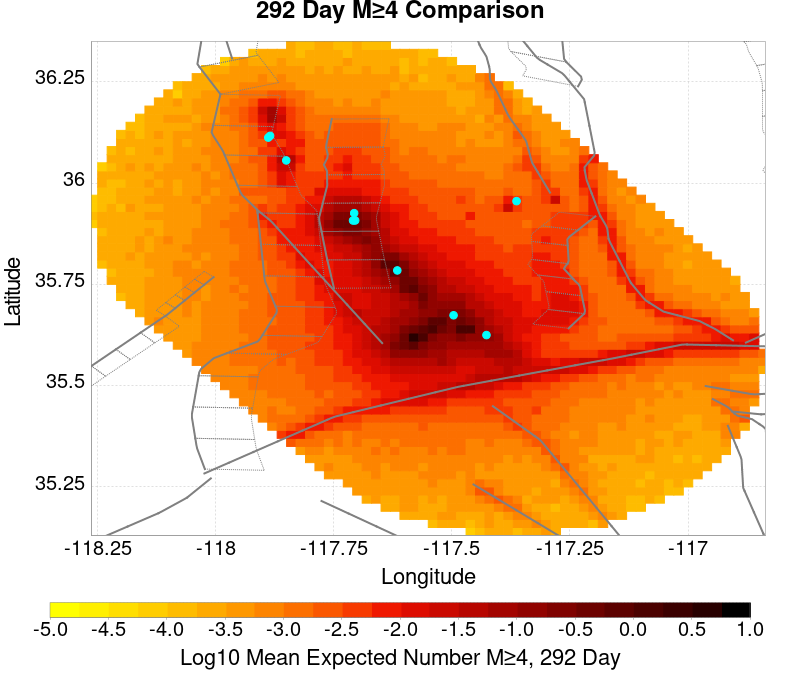 292 Day M≥4 Comparison
36.25
36
35.75
35.5
35.25
Latitude
-118.25 -118 -117.75 -117.5 -117.25 -117
Longitude
-5.0 -4.5 -4.0 -3.5 -3.0 -2.5 -2.0 -1.5 -1.0 -0.5 0.0 0.5 1.0
Log10 Mean Expected Number M≥4, 292 Day